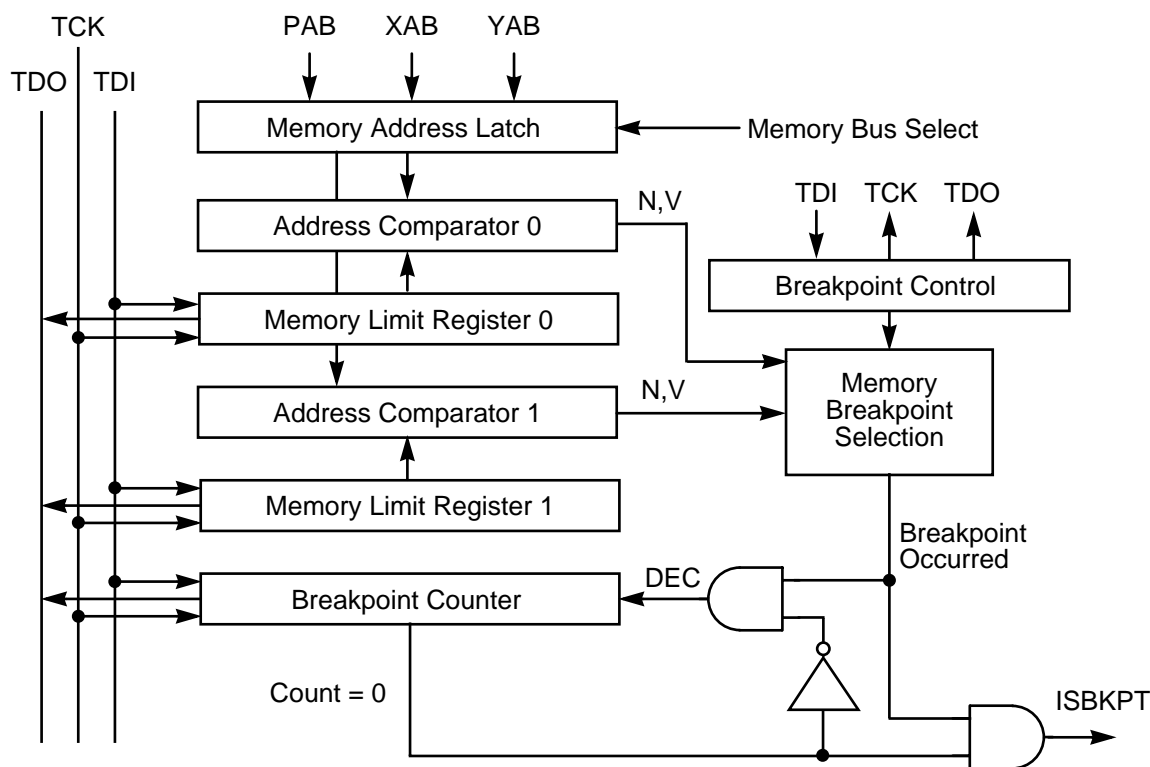 TCK
PAB XAB YAB
TDO TDI
Memory Address Latch
Memory Bus Select
N,V
TDI TCK TDO
Address Comparator 0
Breakpoint Control
Memory Limit Register 0
Memory
Breakpoint
Selection
N,V
Address Comparator 1
Memory Limit Register 1
Breakpoint
Occurred
DEC
Breakpoint Counter
Count = 0
ISBKPT